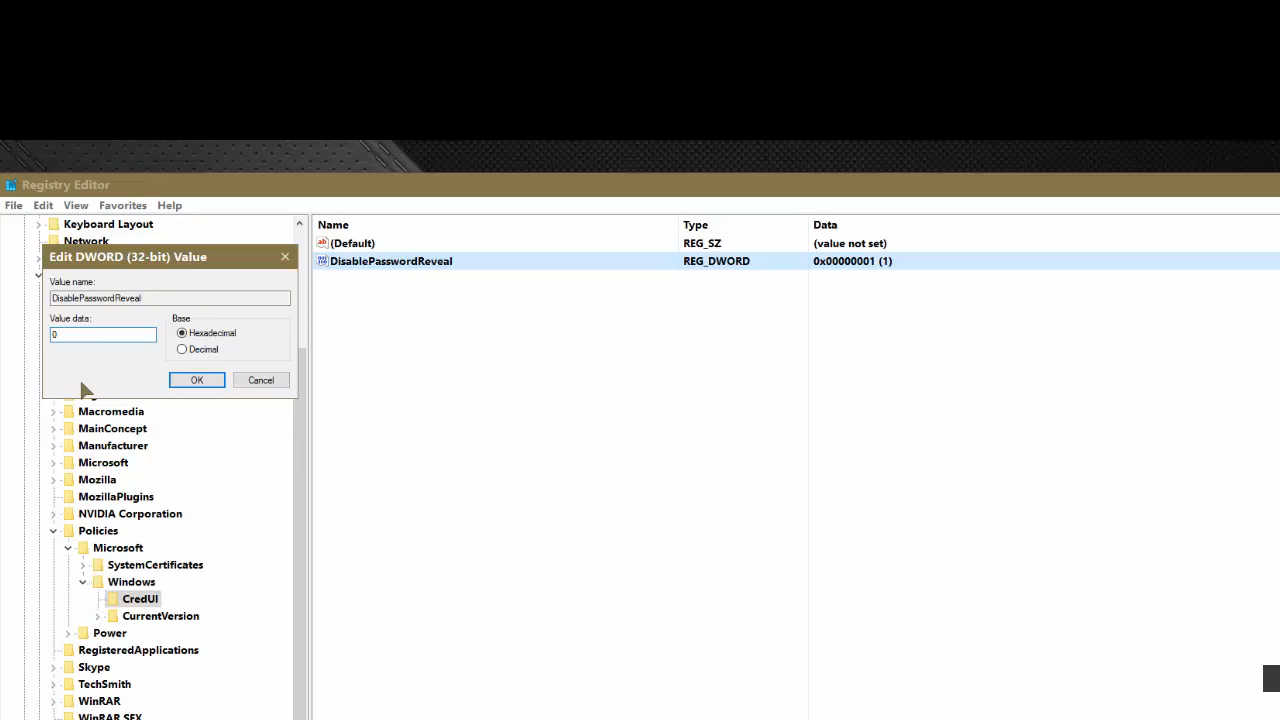 Registry Editor
File Edit View Favorites Help
Keyboard Layout
Network
Edit DWORD (32-bit) Value
Value name:
DisablePasswordReveal
Value data:
0
Base
Hexadecimal
Decimal
OK Cancel
Macromedia
MainConcept
Manufacturer
Microsoft
Mozilla
MozillaPlugins
NVIDIA Corporation
Policies
Microsoft
SystemCertificates
Windows
CredUI
CurrentVersion
Power
RegisteredApplications
Skype
TechSmith
WinRAR
WinRAR SFX
Name Type Data
(Default) REG_SZ (value not set)
DisablePasswordReveal REG_DWORD 0x00000001 (1)